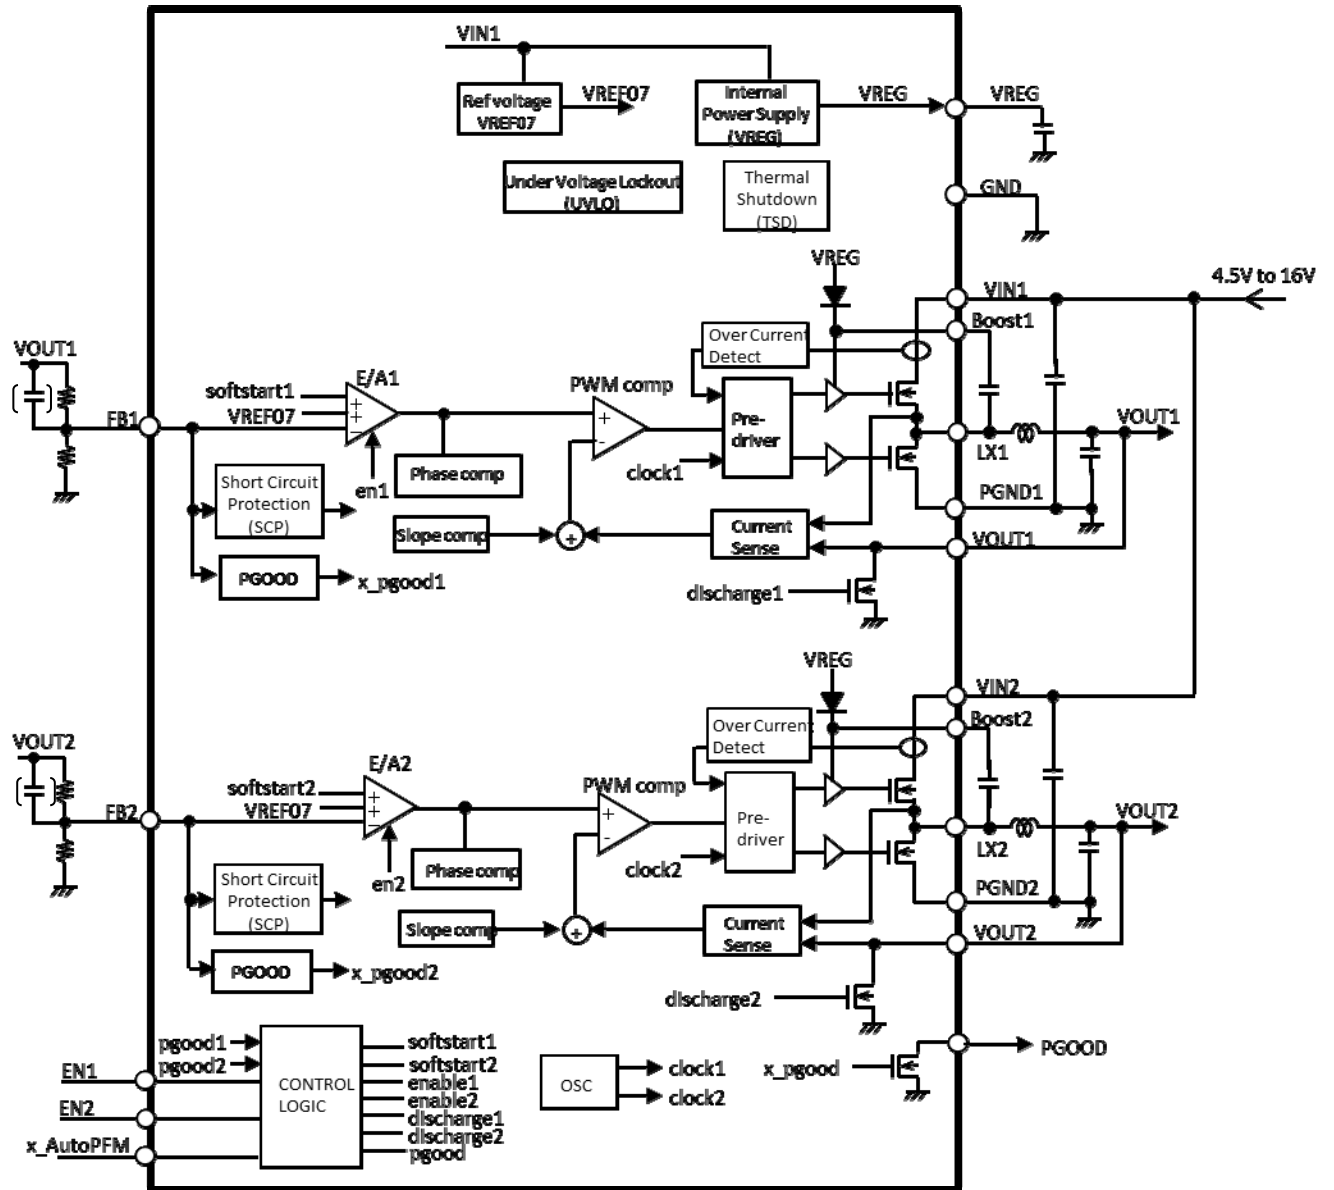 VIN1
Ref voltage
VREF07
VREF07
Internal
Power Supply
(VREG)
VREG
VREG
Under Voltage Lockout
(UVLO)
Thermal
Shutdown
(TSD)
GND
VREG
4.5V to 16V
VIN1
Boost1
Over Current
Detect
VOUT1
E/A1
softstart1
VREF07
FB1
PWM comp
Pre-
driver
clock1
VOUT1
LX1
PGND1
Phase comp
en1
Short Circuit
Protection
(SCP)
Slope comp
+
Current
Sense
VOUT1
PGOOD
x_pgood1
discharge1
VREG
VIN2
Boost2
Over Current
Detect
VOUT2
E/A2
softstart2
VREF07
FB2
PWM comp
Pre-
driver
clock2
VOUT2
LX2
PGND2
Phase comp
en2
Short Circuit
Protection
(SCP)
Slope comp
+
Current
Sense
VOUT2
PGOOD
x_pgood2
discharge2
pgood1
pgood2
EN1
EN2
x_AutoPFM
CONTROL
LOGIC
softstart1
softstart2
enable1
enable2
discharge1
discharge2
pgood
OSC
clock1
clock2
x_pgood
PGOOD